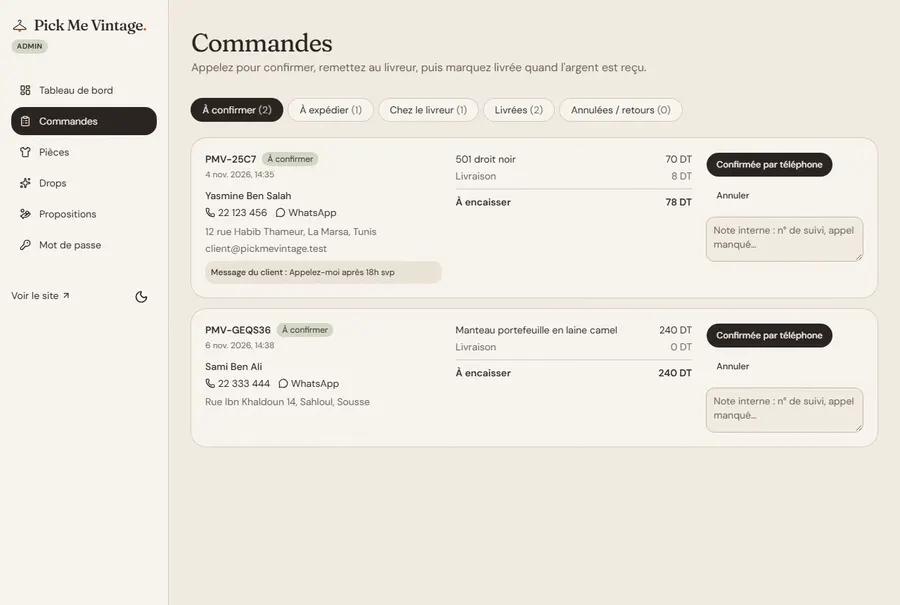 Pick Me Vintage.
ADMIN
Tableau de bord
Commandes
Pièces
Drops
Propositions
Mot de passe
Voir le site ↗
Commandes
Appelez pour confirmer, remettez au livreur, puis marquez livrée quand l'argent est reçu.
À confirmer (2)
À expédier (1)
Chez le livreur (1)
Livrées (2)
Annulées / retours (0)
PMV-25C7 À confirmer
4 nov. 2026, 14:35
Yasmine Ben Salah
22 123 456 WhatsApp
12 rue Habib Thameur, La Marsa, Tunis
client@pickmevintage.test
Message du client : Appelez-moi après 18h svp
501 droit noir 70 DT
Livraison 8 DT
À encaisser 78 DT
Confirmée par téléphone
Annuler
Note interne : n° de suivi, appel
manqué…
PMV-GEQS36 À confirmer
6 nov. 2026, 14:38
Sami Ben Ali
22 333 444 WhatsApp
Rue Ibn Khaldoun 14, Sahloul, Sousse
Manteau portefeuille en laine camel 240 DT
Livraison 0 DT
À encaisser 240 DT
Confirmée par téléphone
Annuler
Note interne : n° de suivi, appel
manqué…